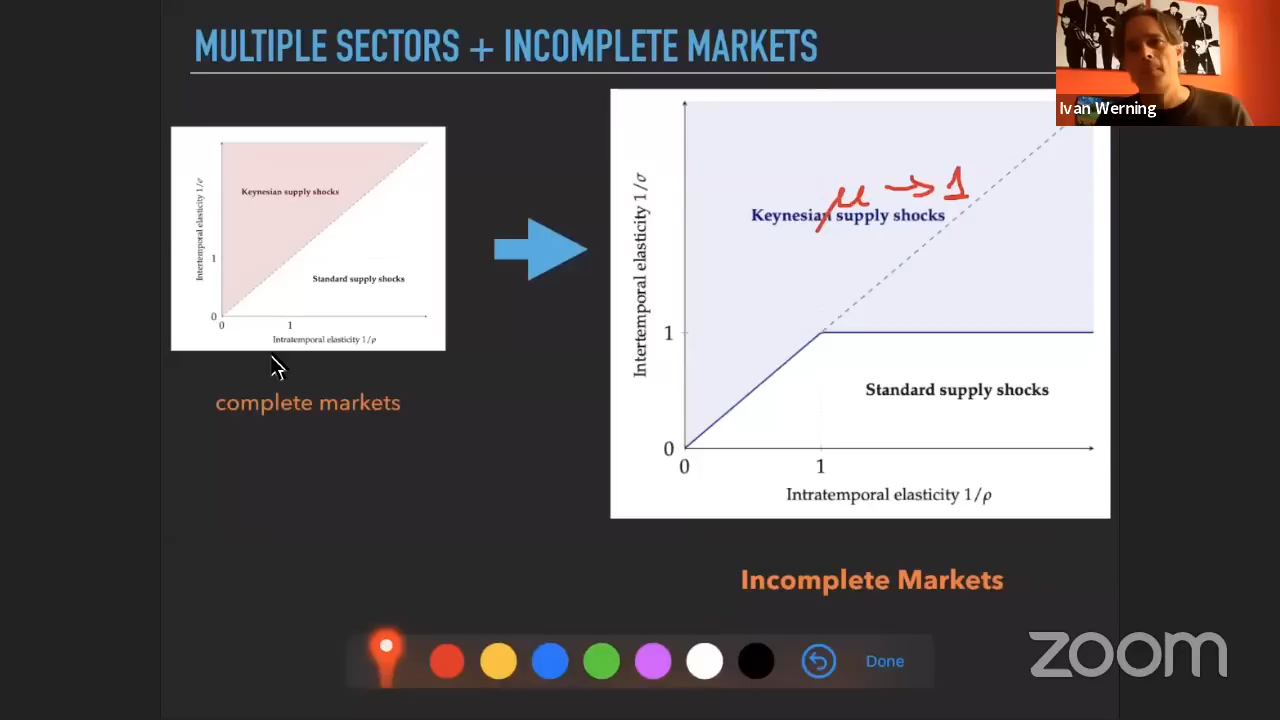 MULTIPLE SECTORS + INCOMPLETE MARKETS
Ivan Werning
Intertemporal elasticity 1/σ
Keynesian supply shocks
1
Standard supply shocks
0
0
1
Intratemporal elasticity 1/ρ
complete markets
Intertemporal elasticity 1/σ
μ → 1
Keynesian supply shocks
1
Standard supply shocks
0
0
1
Intratemporal elasticity 1/ρ
Incomplete Markets
Done
zoom